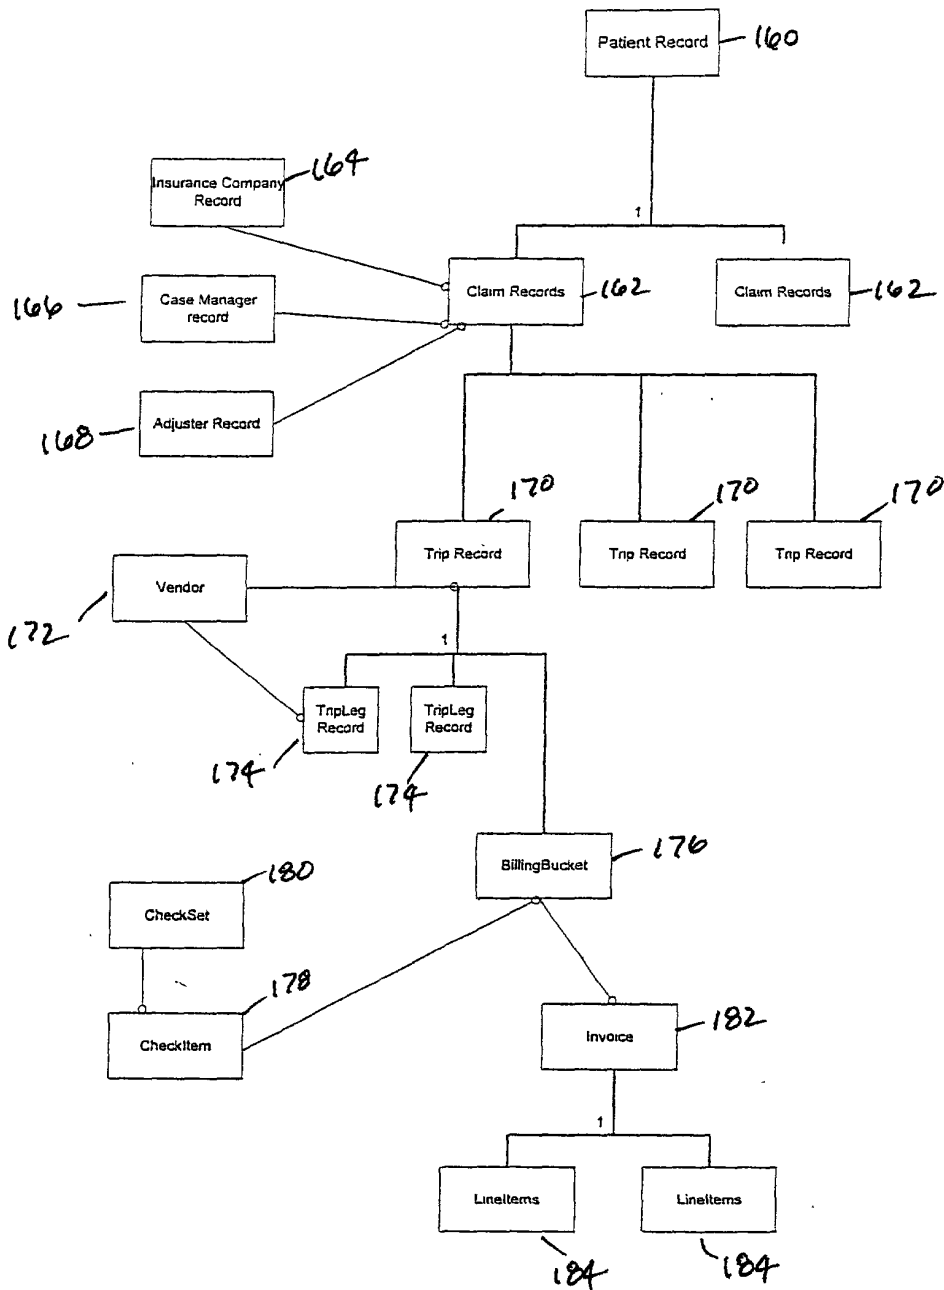 Patient Record
160
164
Insurance Company
Record
1
166
Case Manager
record
Claim Records
162
Claim Records
162
168
Adjuster Record
170
170
170
Trip Record
Trip Record
Trip Record
Vendor
172
1
TripLeg
Record
TripLeg
Record
174
174
BillingBucket
176
180
CheckSet
178
CheckItem
Invoice
182
1
LineItems
LineItems
184
184